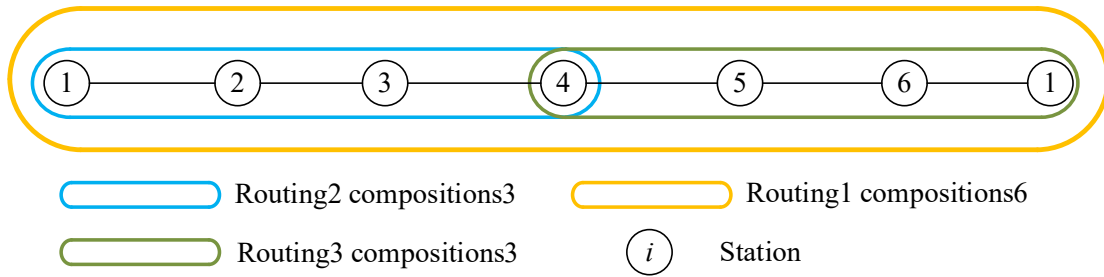 1 2 3 4 5 6 1
Routing2 compositions3 Routing1 compositions6
Routing3 compositions3 i Station